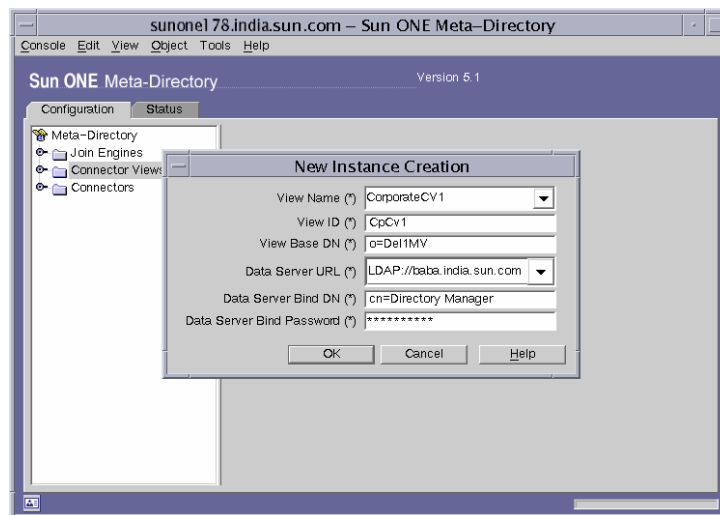 sunone178.india.sun.com – Sun ONE Meta–Directory
Console Edit View Object Tools Help
Sun ONE Meta-Directory
Version 5.1
Configuration Status
Meta–Directory
Join Engines
Connector Views
Connectors
New Instance Creation
View Name (*) CorporateCV1
View ID (*) CpCv1
View Base DN (*) o=Del1MV
Data Server URL (*) LDAP://baba.india.sun.com
Data Server Bind DN (*) cn=Directory Manager
Data Server Bind Password (*) **********
OK Cancel Help